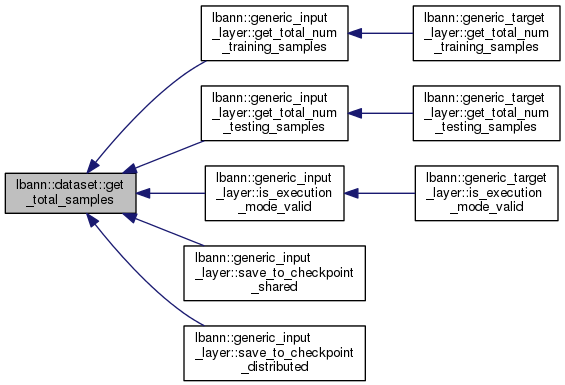 lbann::generic_input
_layer::get_total_num
_training_samples
lbann::generic_target
_layer::get_total_num
_training_samples
lbann::generic_input
_layer::get_total_num
_testing_samples
lbann::generic_target
_layer::get_total_num
_testing_samples
lbann::dataset::get
_total_samples
lbann::generic_input
_layer::is_execution
_mode_valid
lbann::generic_target
_layer::is_execution
_mode_valid
lbann::generic_input
_layer::save_to_checkpoint
_shared
lbann::generic_input
_layer::save_to_checkpoint
_distributed